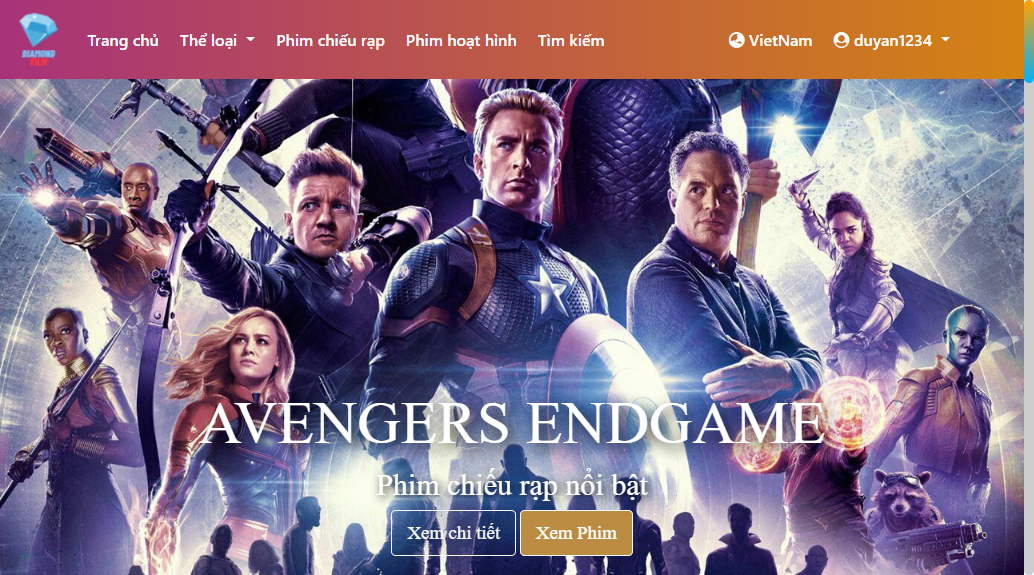 DIAMOND
FILM
Trang chủ Thể loại Phim chiếu rạp Phim hoạt hình Tìm kiếm VietNam duyan1234
AVENGERS ENDGAME
Phim chiếu rạp nổi bật
Xem chi tiết Xem Phim